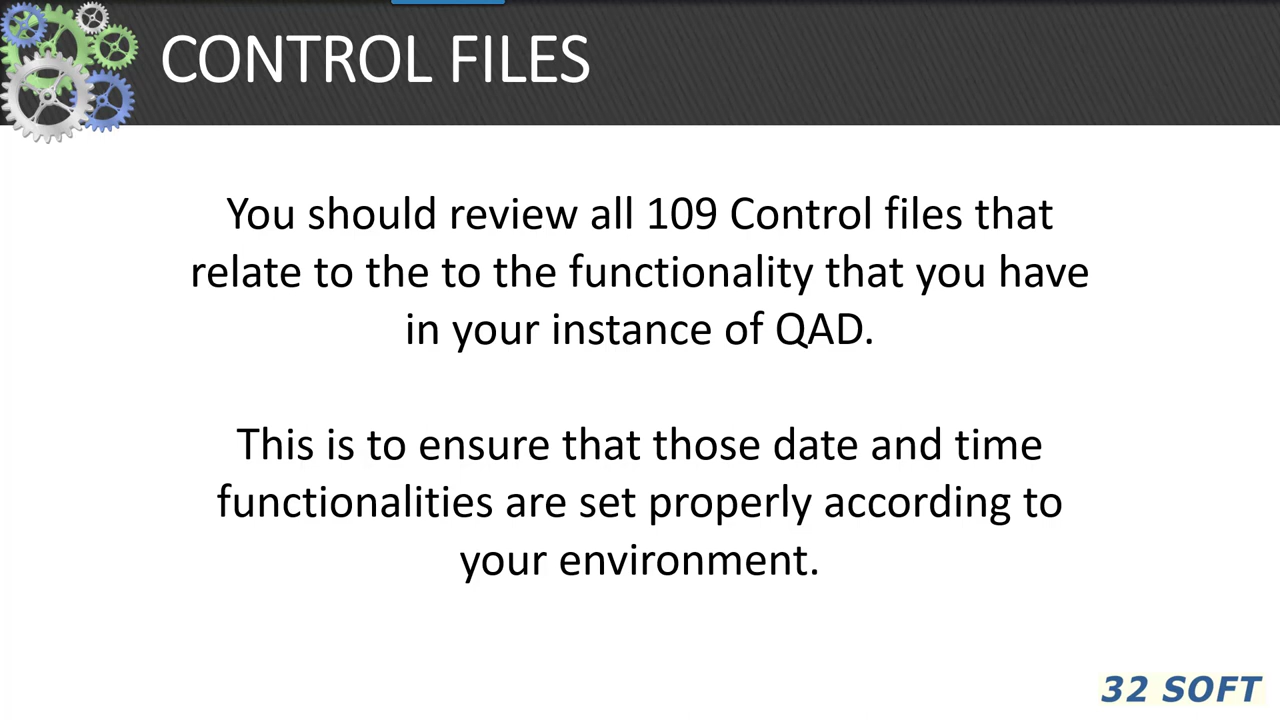 CONTROL FILES
You should review all 109 Control files that
relate to the to the functionality that you have
in your instance of QAD.
This is to ensure that those date and time
functionalities are set properly according to
your environment.
32 SOFT